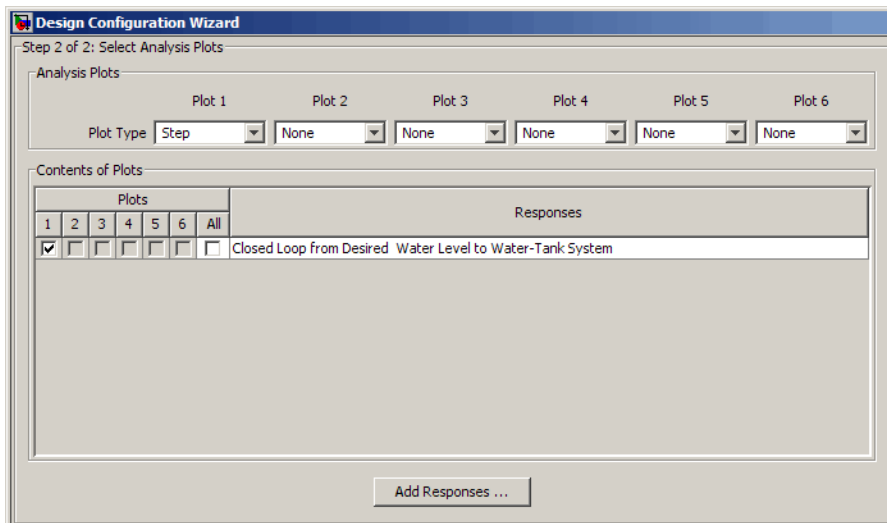 Design Configuration Wizard
Step 2 of 2: Select Analysis Plots
Analysis Plots
Plot 1 Plot 2 Plot 3 Plot 4 Plot 5 Plot 6
Plot Type Step None None None None None
Contents of Plots
Plots
Responses
1 2 3 4 5 6 All
Closed Loop from Desired Water Level to Water-Tank System
Add Responses ...